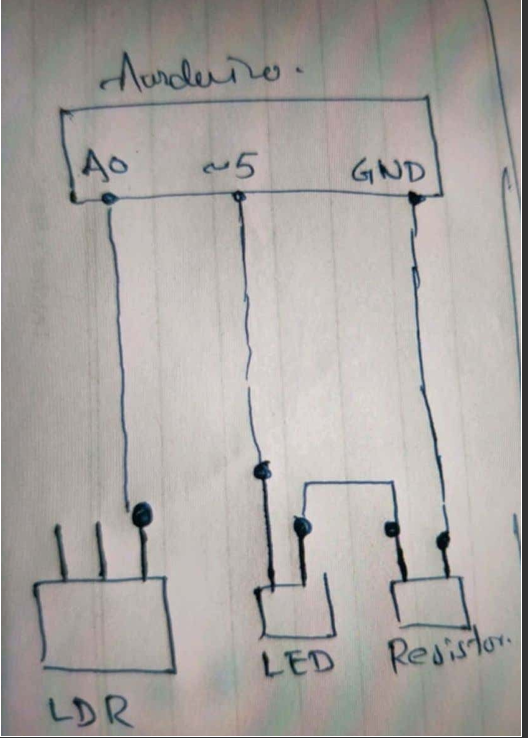 Aurduino.
A0 ~5 GND
LED Resistor.
LDR